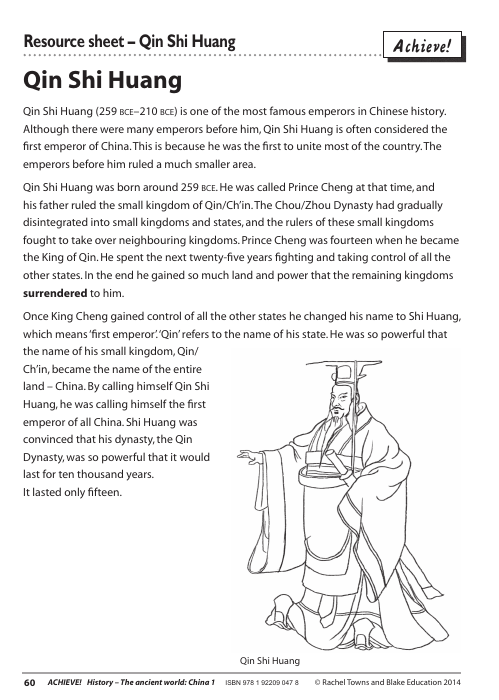 Resource sheet – Qin Shi Huang
Achieve!
Qin Shi Huang
Qin Shi Huang (259 BCE–210 BCE) is one of the most famous emperors in Chinese history.
Although there were many emperors before him, Qin Shi Huang is often considered the
first emperor of China. This is because he was the first to unite most of the country. The
emperors before him ruled a much smaller area.
Qin Shi Huang was born around 259 BCE. He was called Prince Cheng at that time, and
his father ruled the small kingdom of Qin/Ch'in. The Chou/Zhou Dynasty had gradually
disintegrated into small kingdoms and states, and the rulers of these small kingdoms
fought to take over neighbouring kingdoms. Prince Cheng was fourteen when he became
the King of Qin. He spent the next twenty-five years fighting and taking control of all the
other states. In the end he gained so much land and power that the remaining kingdoms
surrendered to him.
Once King Cheng gained control of all the other states he changed his name to Shi Huang,
which means 'first emperor'. 'Qin' refers to the name of his state. He was so powerful that
the name of his small kingdom, Qin/
Ch'in, became the name of the entire
land – China. By calling himself Qin Shi
Huang, he was calling himself the first
emperor of all China. Shi Huang was
convinced that his dynasty, the Qin
Dynasty, was so powerful that it would
last for ten thousand years.
It lasted only fifteen.
Qin Shi Huang
60 ACHIEVE! History – The ancient world: China 1 ISBN 978 1 92209 047 8 © Rachel Towns and Blake Education 2014